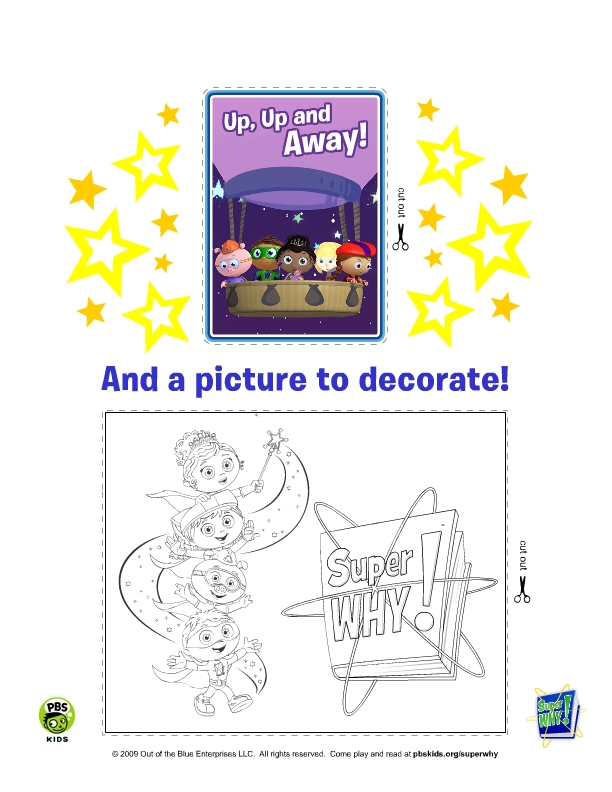 Up, Up and
Away!
cut out
And a picture to decorate!
Super
WHY!
cut out
PBS
KIDS
Super
WHY!
© 2009 Out of the Blue Enterprises LLC.  All rights reserved.  Come play and read at pbskids.org/superwhy